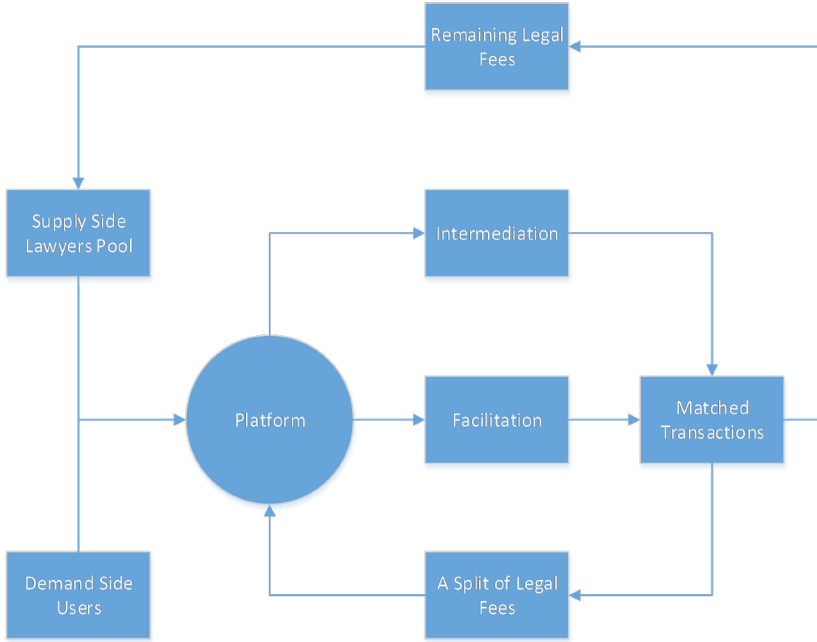 Remaining Legal
Fees
Supply Side
Lawyers Pool
Intermediation
Platform
Facilitation
Matched
Transactions
Demand Side
Users
A Split of Legal
Fees